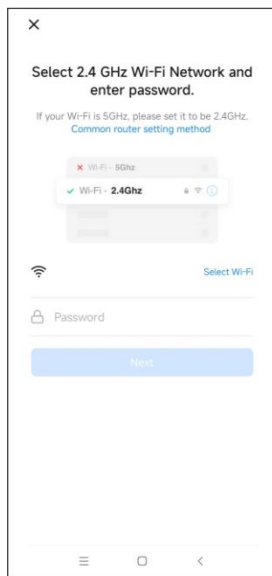 Select 2.4 GHz Wi-Fi Network and
enter password.
If your Wi-Fi is 5GHz, please set it to be 2.4GHz.
Common router setting method
Wi-Fi - 5Ghz
Wi-Fi - 2.4Ghz
Select Wi-Fi
Password
Next